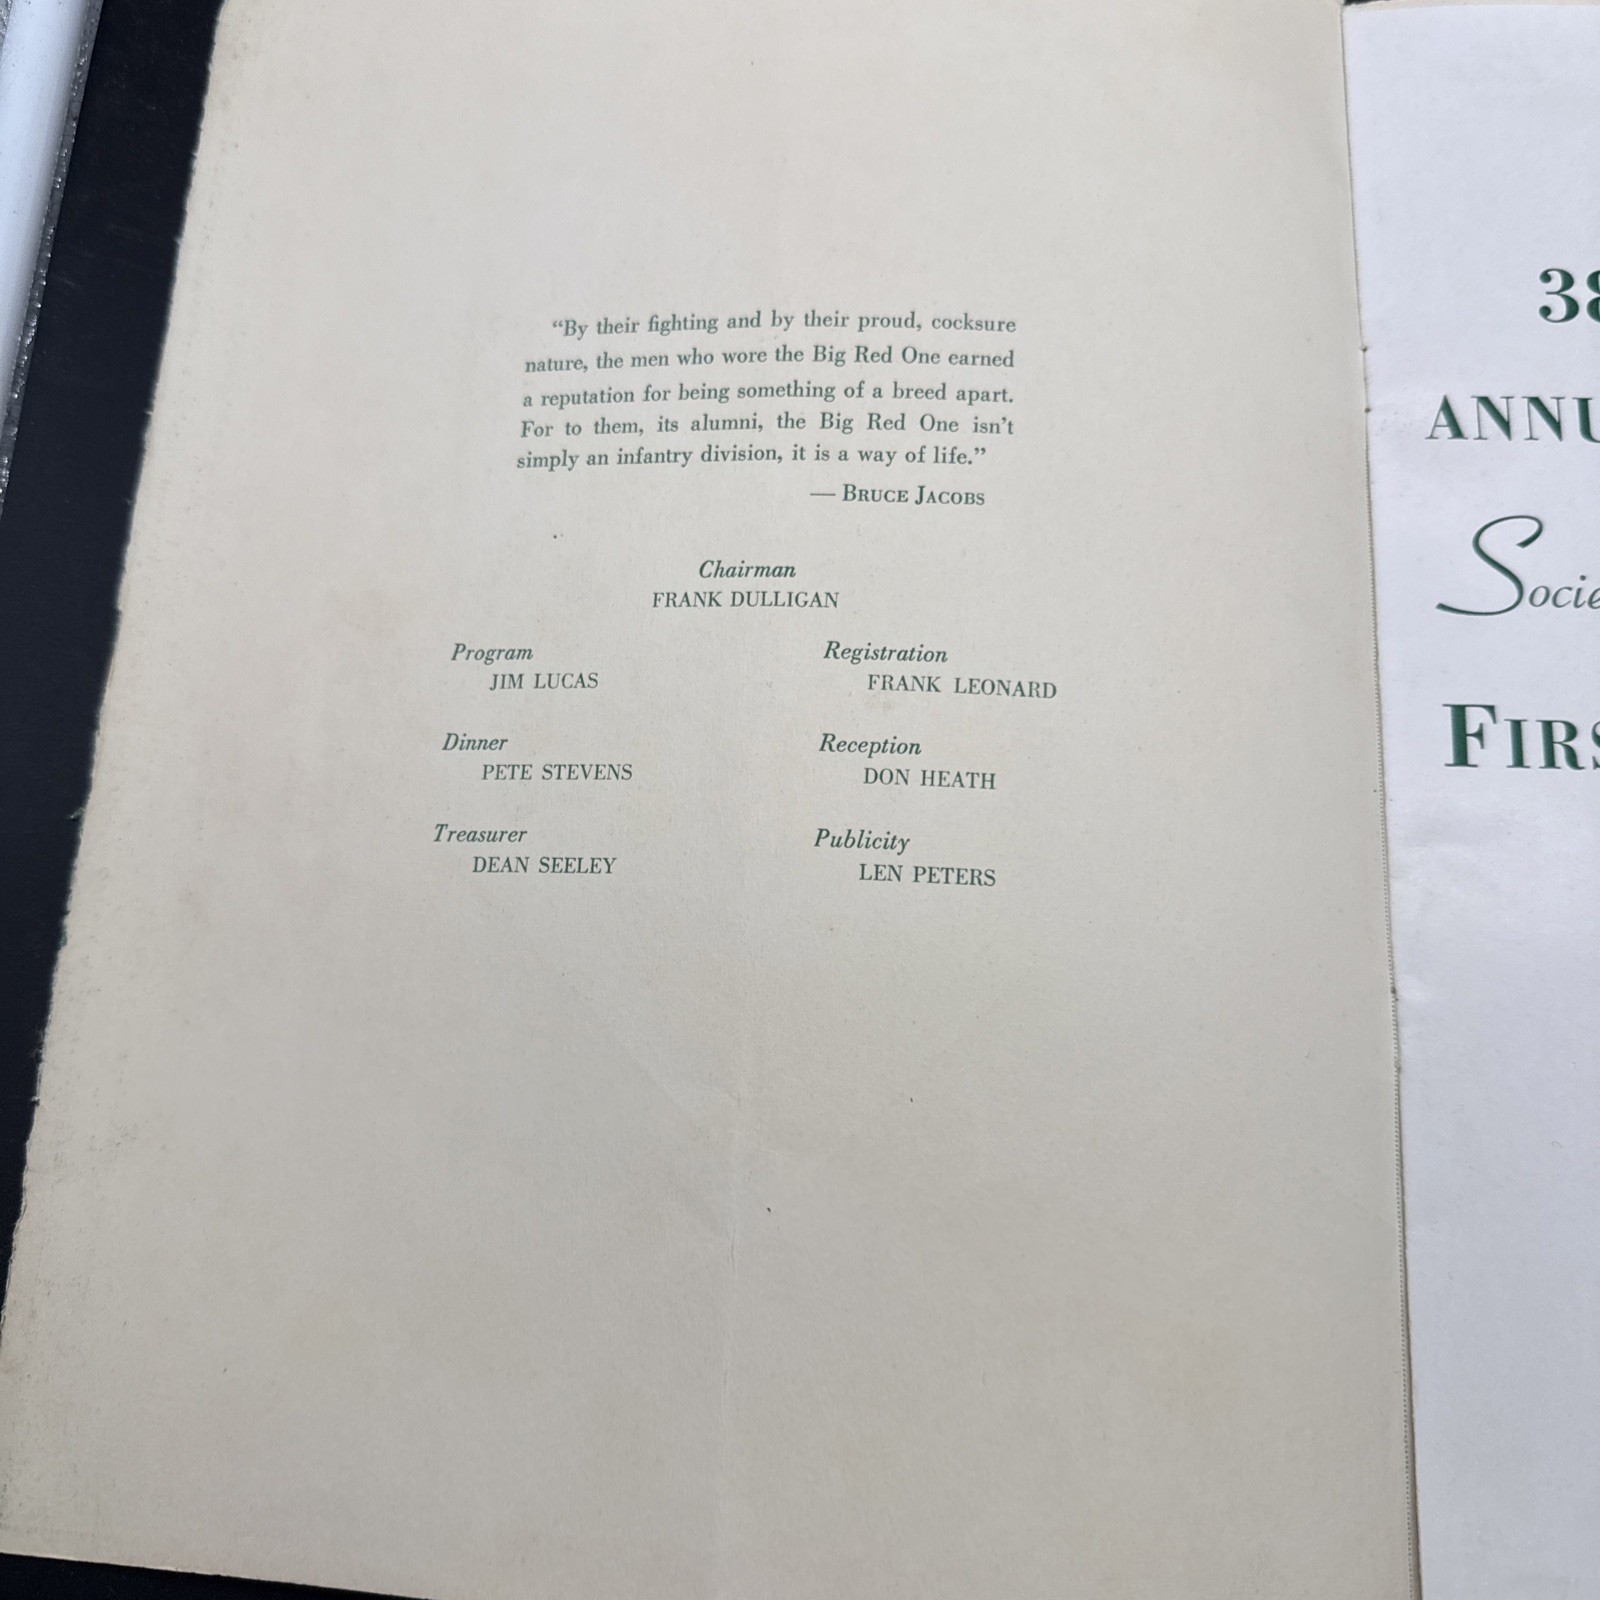 “By their fighting and by their proud, cocksure
nature, the men who wore the Big Red One earned
a reputation for being something of a breed apart.
For to them, its alumni, the Big Red One isn’t
simply an infantry division, it is a way of life.”
— BRUCE JACOBS
Chairman
FRANK DULLIGAN
Program
JIM LUCAS
Dinner
PETE STEVENS
Treasurer
DEAN SEELEY
Registration
FRANK LEONARD
Reception
DON HEATH
Publicity
LEN PETERS
38
ANNU
Socie
FIRS